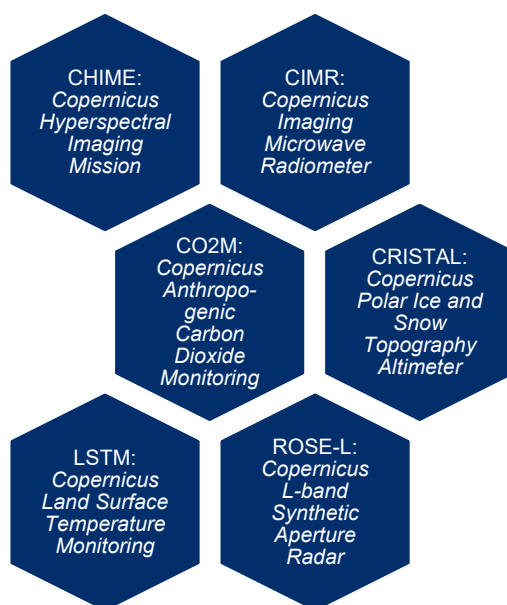 CHIME:
Copernicus
Hyperspectral
Imaging
Mission
CIMR:
Copernicus
Imaging
Microwave
Radiometer
CO2M:
Copernicus
Anthropo-
genic
Carbon
Dioxide
Monitoring
CRISTAL:
Copernicus
Polar Ice and
Snow
Topography
Altimeter
LSTM:
Copernicus
Land Surface
Temperature
Monitoring
ROSE-L:
Copernicus
L-band
Synthetic
Aperture
Radar